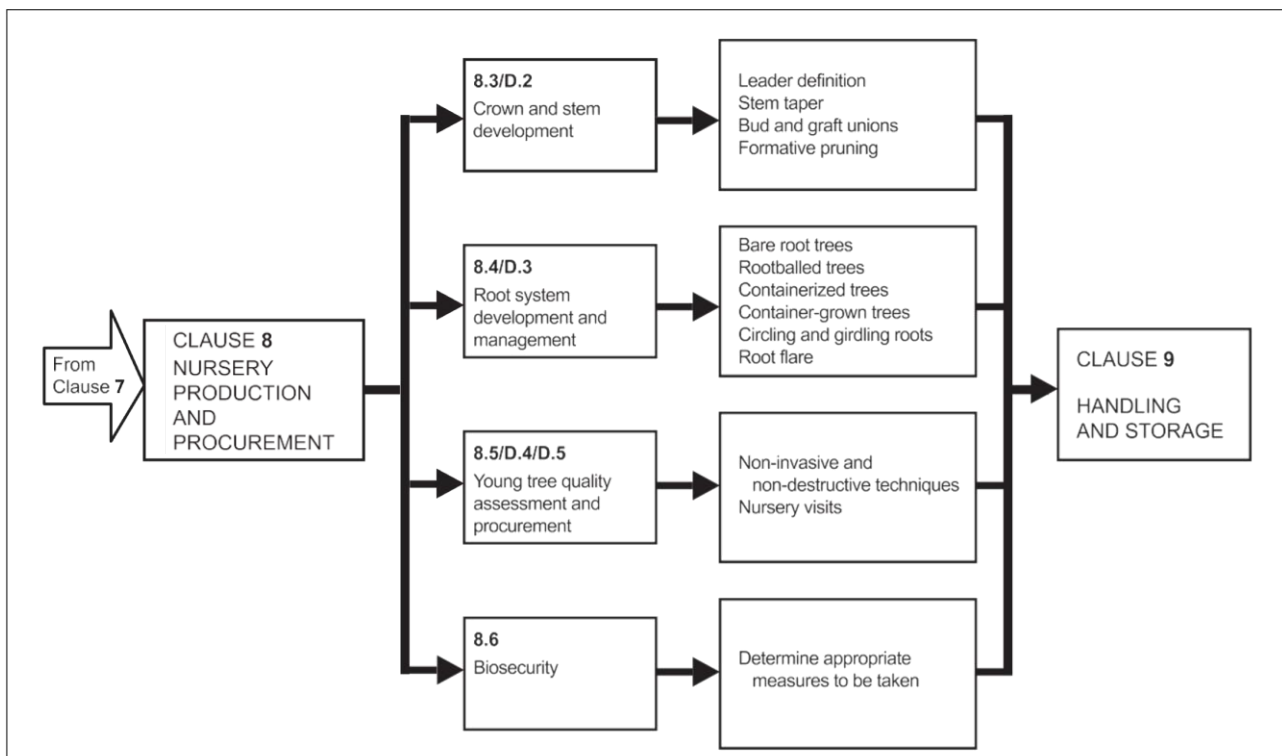 From
Clause 7
CLAUSE 8
NURSERY
PRODUCTION
AND
PROCUREMENT
8.3/D.2
Crown and stem
development
Leader definition
Stem taper
Bud and graft unions
Formative pruning
8.4/D.3
Root system
development and
management
Bare root trees
Rootballed trees
Containerized trees
Container-grown trees
Circling and girdling roots
Root flare
8.5/D.4/D.5
Young tree quality
assessment and
procurement
Non-invasive and
non-destructive techniques
Nursery visits
8.6
Biosecurity
Determine appropriate
measures to be taken
CLAUSE 9
HANDLING
AND STORAGE